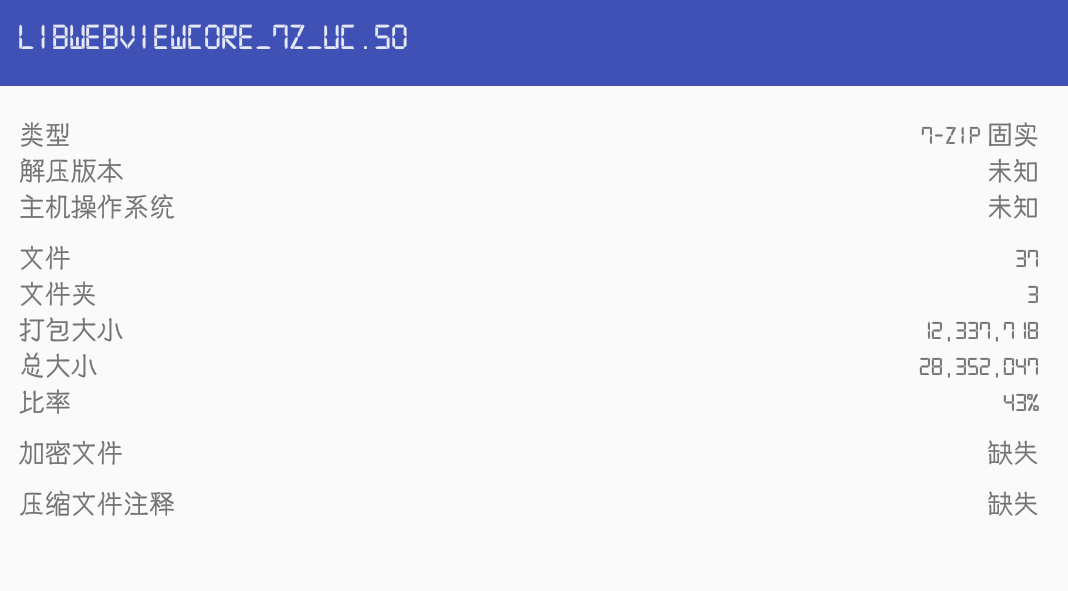 LIBWEBVIEWCORE_7Z_UC.SO
类型 7-ZIP 固实
解压版本 未知
主机操作系统 未知
文件 37
文件夹 3
打包大小 12,337,718
总大小 28,352,047
比率 43%
加密文件 缺失
压缩文件注释 缺失